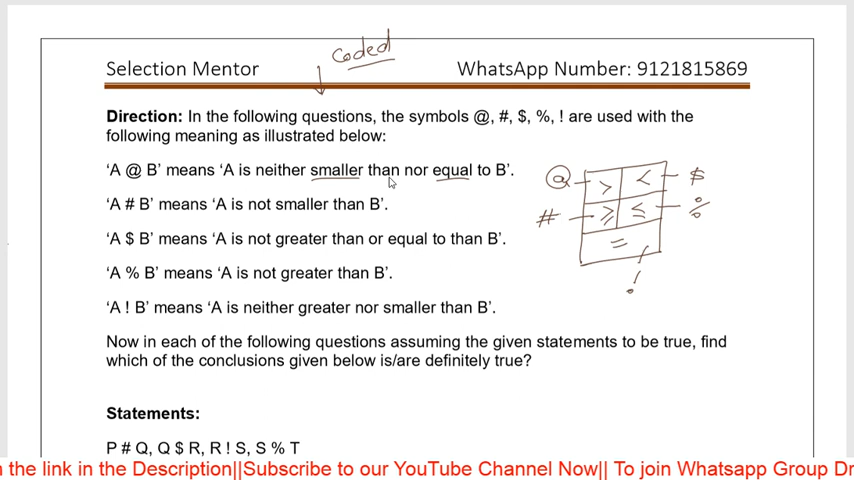 coded
Selection Mentor WhatsApp Number: 9121815869
Direction: In the following questions, the symbols @, #, $, %, ! are used with the
following meaning as illustrated below:
'A @ B' means 'A is neither smaller than nor equal to B'.
@ > < $
'A # B' means 'A is not smaller than B'.
# ≥ ≤ %
'A $ B' means 'A is not greater than or equal to than B'.
=
'A % B' means 'A is not greater than B'.
!
'A ! B' means 'A is neither greater nor smaller than B'.
Now in each of the following questions assuming the given statements to be true, find
which of the conclusions given below is/are definitely true?
Statements:
P # Q, Q $ R, R ! S, S % T
n the link in the Description||Subscribe to our YouTube Channel Now|| To join Whatsapp Group Dr